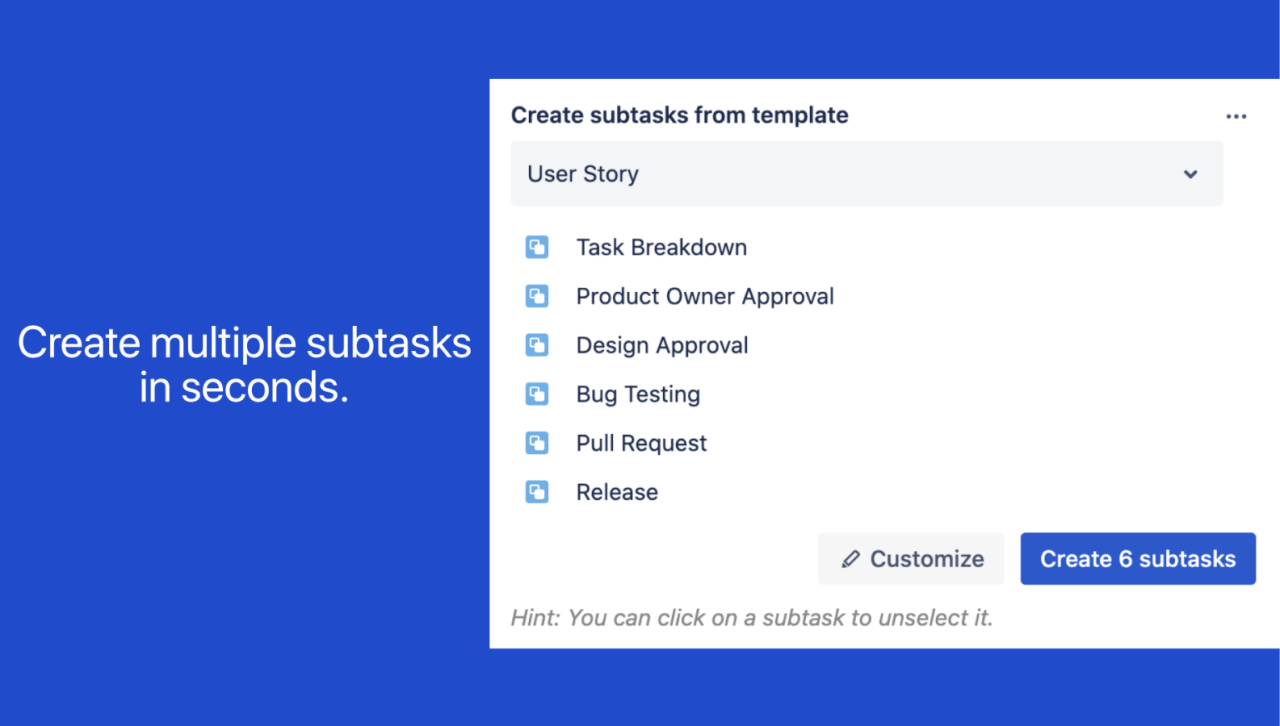 Create multiple subtasks
in seconds.
Create subtasks from template
User Story
Task Breakdown
Product Owner Approval
Design Approval
Bug Testing
Pull Request
Release
Customize
Create 6 subtasks
Hint: You can click on a subtask to unselect it.